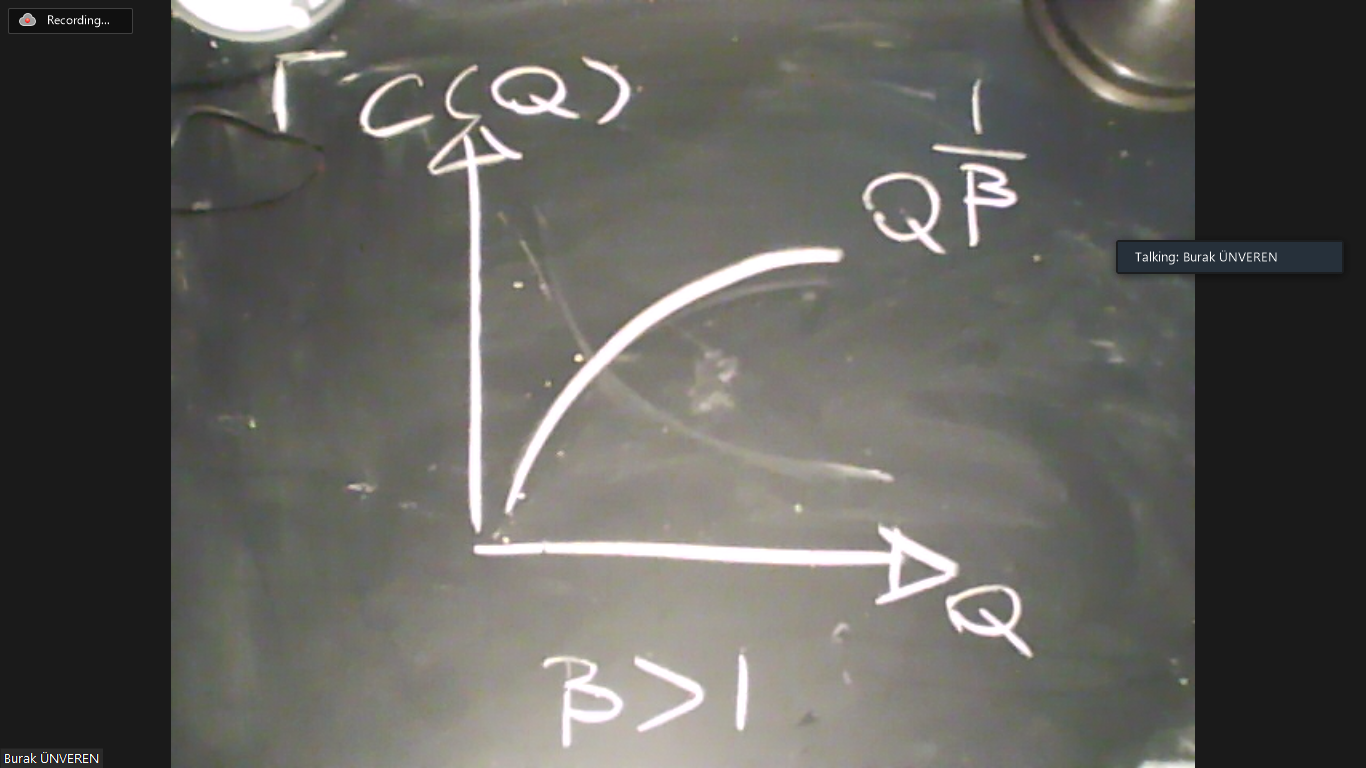 Recording...
C(Q)
Q^(1/β)
Talking: Burak ÜNVEREN
Q
β > 1
Burak ÜNVEREN